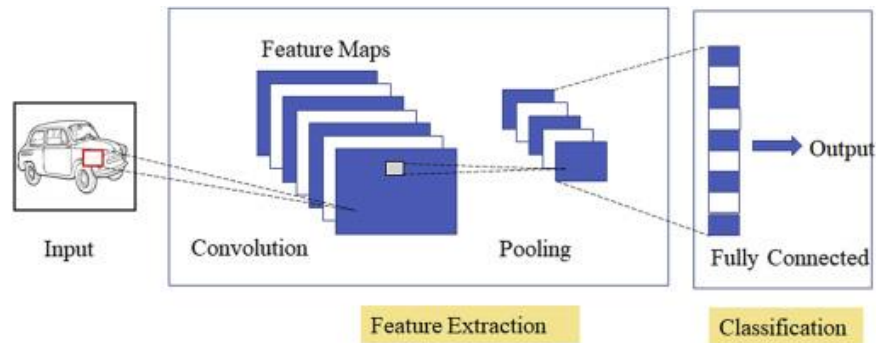 Feature Maps
Output
Input
Convolution
Pooling
Fully Connected
Feature Extraction
Classification